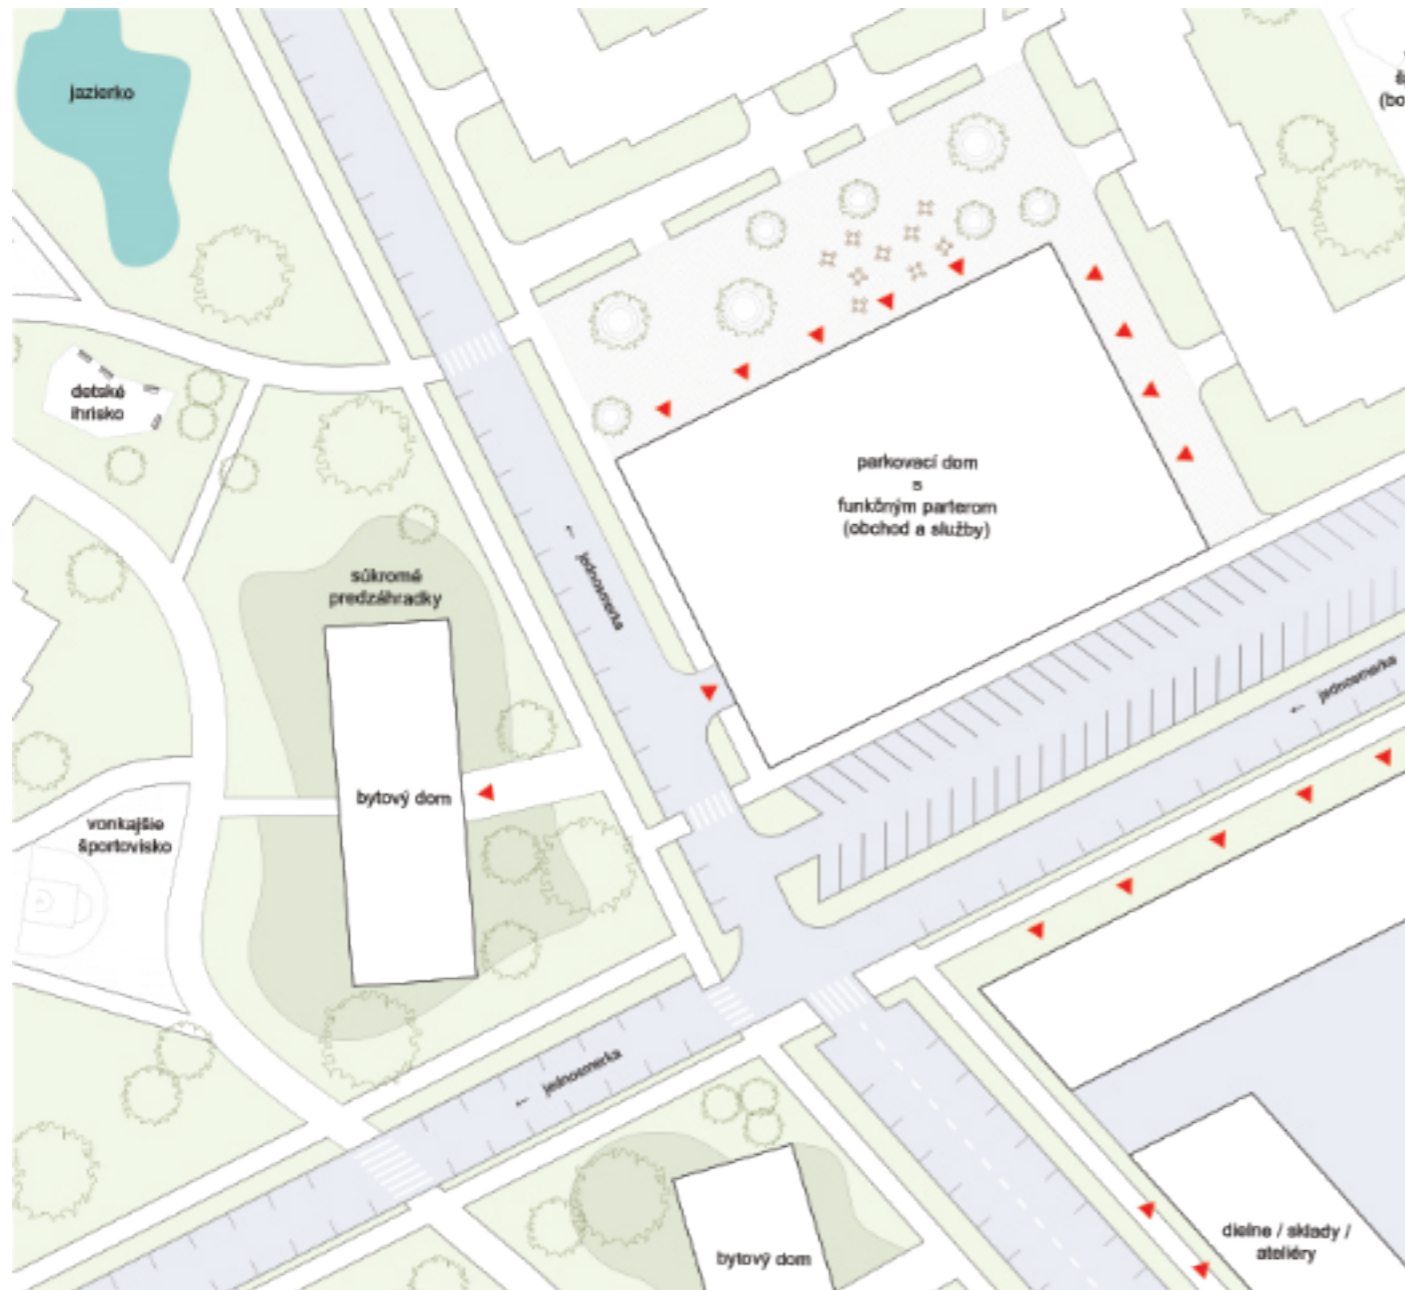 jazierko
(bo
detské
ihrisko
parkovací dom
s
funkčným parterom
(obchod a služby)
← jednosmerka
súkromé
predzáhradky
← jednosmerka
bytový dom
vonkajšie
športovisko
← jednosmerka
dielne / sklady /
ateliéry
bytový dom